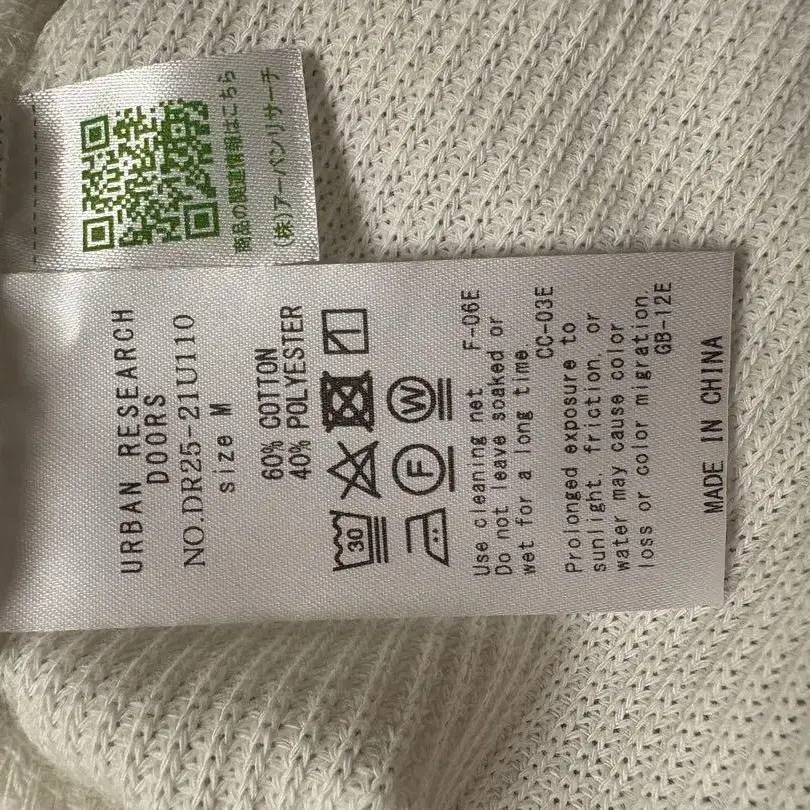 商品の関連情報はこちら
(株)アーバンリサーチ
URBAN RESEARCH
DOORS
NO.DR25-21U110
size M
60% COTTON
40% POLYESTER
30
F W
Use cleaning net F-06E
Do not leave soaked or
wet for a long time.
CC-03E
Prolonged exposure to
sunlight, friction, or
water may cause color
loss or color migration.
GB-12E
MADE IN CHINA